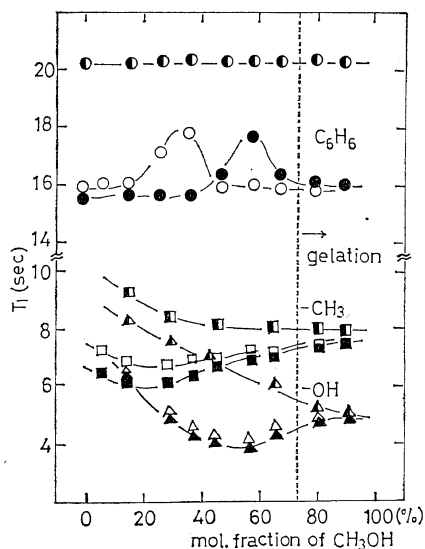 20
18
C₆H₆
16
14
→
gelation
T₁ (sec)
10
-CH₃
8
6
-OH
4
0 20 40 60 80 100(%)
mol. fraction of CH₃OH